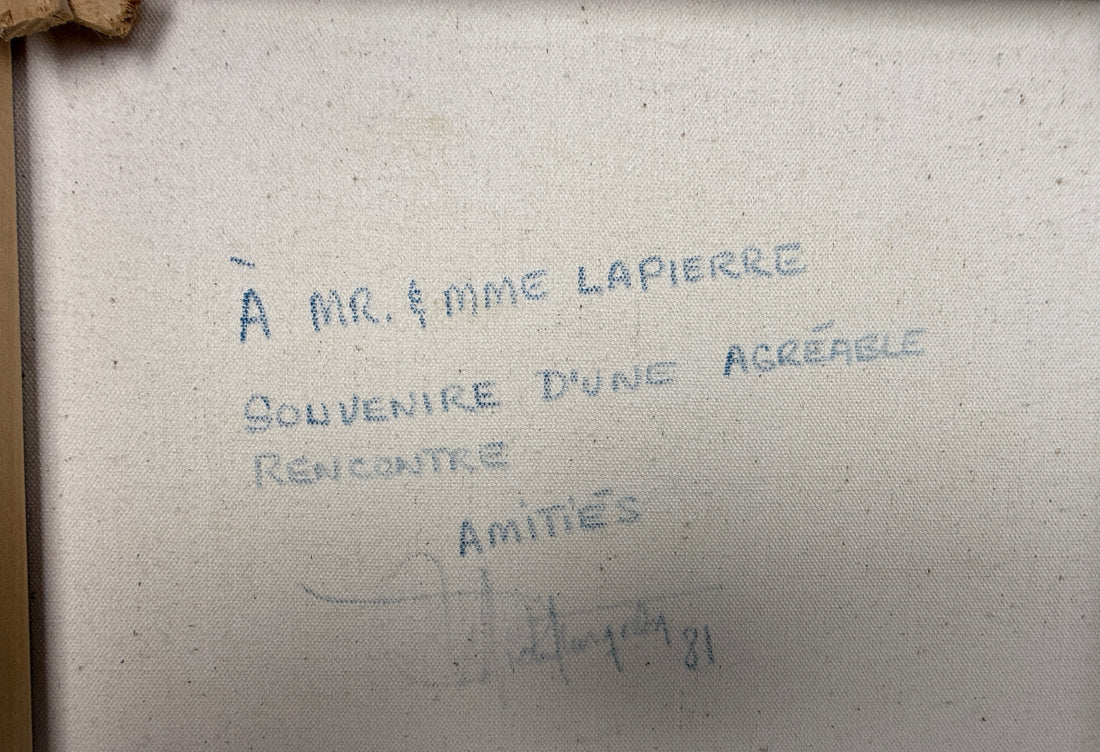 À MR. & MME LAPIERRE
SOUVENIRE D'UNE AGRÉABLE
RENCONTRE
AMITIÉS
81